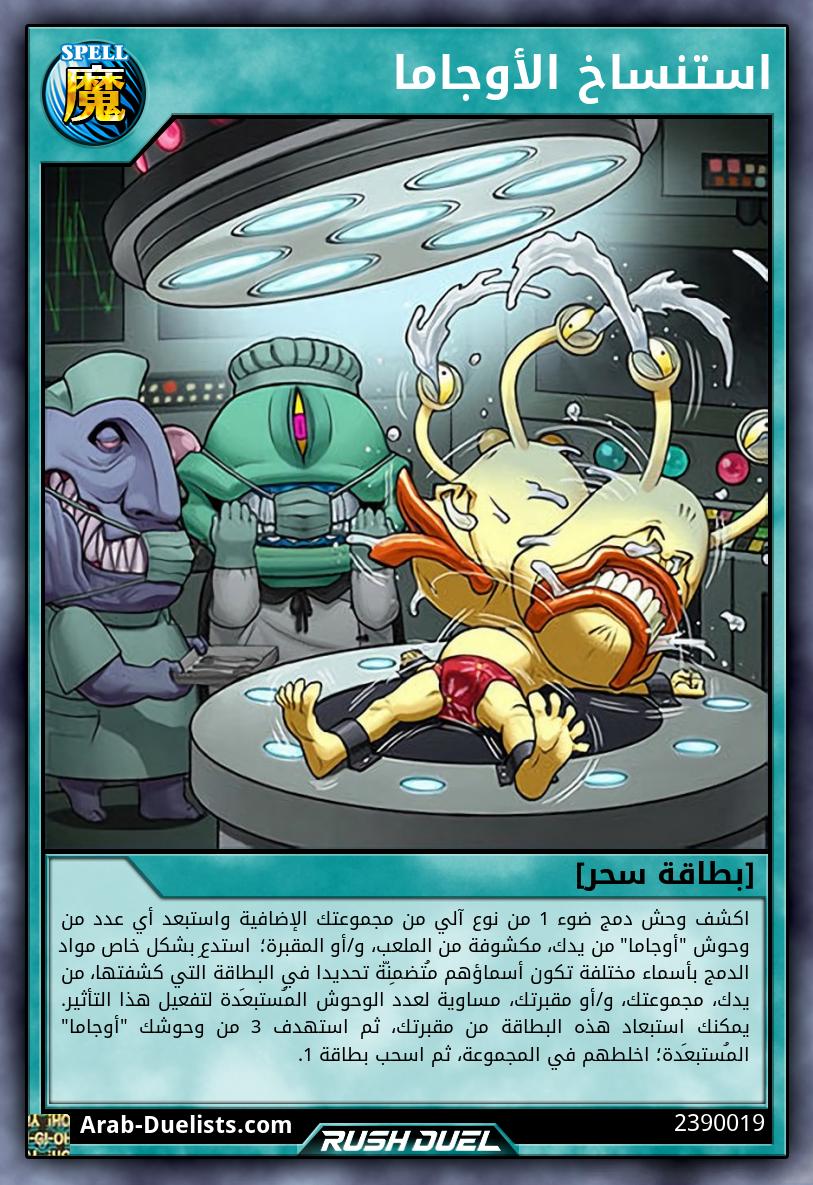 SPELL
魔
استنساخ الأوجاما
[بطاقة سحر]
اكشف وحش دمج ضوء 1 من نوع آلي من مجموعتك الإضافية واستبعد أي عدد من
وحوش "أوجاما" من يدك، مكشوفة من الملعب، و/أو المقبرة؛ استدعِ بشكل خاص مواد
الدمج بأسماء مختلفة تكون أسماؤهم مُتضمنِّة تحديدا في البطاقة التي كشفتها، من
يدك، مجموعتك، و/أو مقبرتك، مساوية لعدد الوحوش المُستبعَدة لتفعيل هذا التأثير.
يمكنك استبعاد هذه البطاقة من مقبرتك، ثم استهدف 3 من وحوشك "أوجاما"
المُستبعَدة؛ اخلطهم في المجموعة، ثم اسحب بطاقة 1.
Arab-Duelists.com
RUSH DUEL
2390019